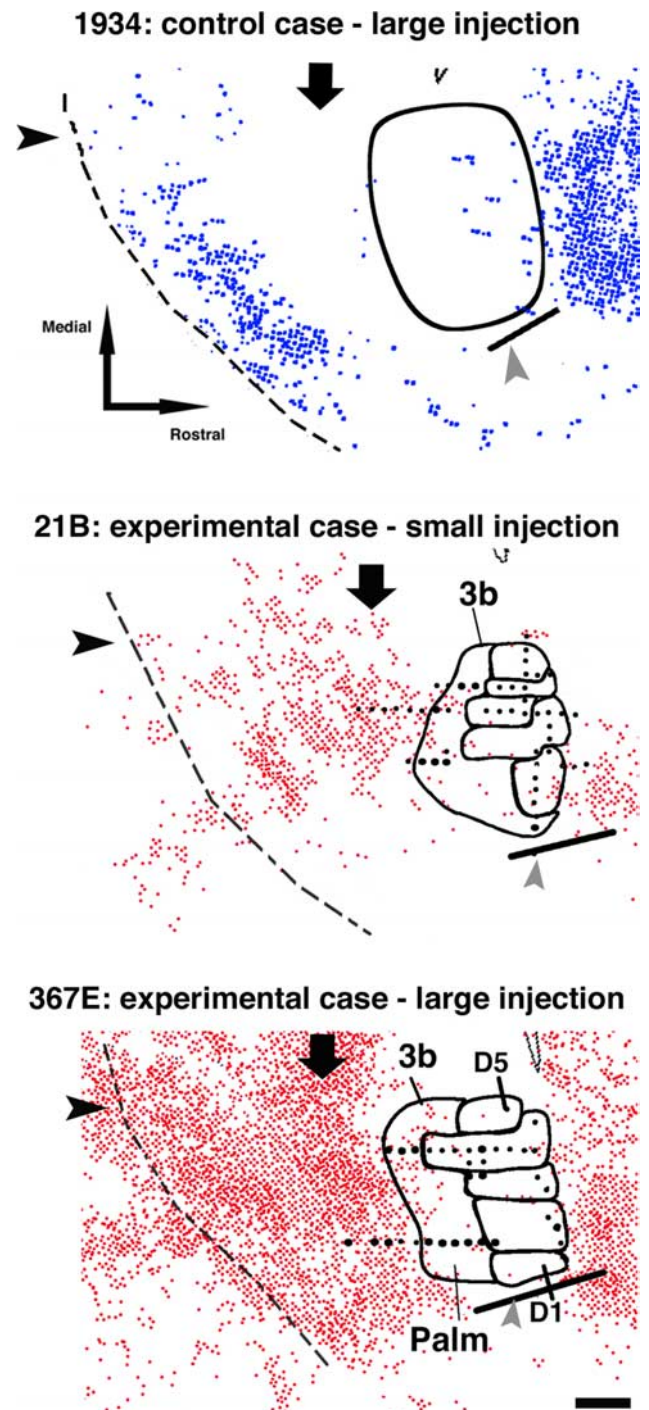 1934: control case - large injection
Medial
Rostral
21B: experimental case - small injection
3b
367E: experimental case - large injection
3b
D5
D1
Palm